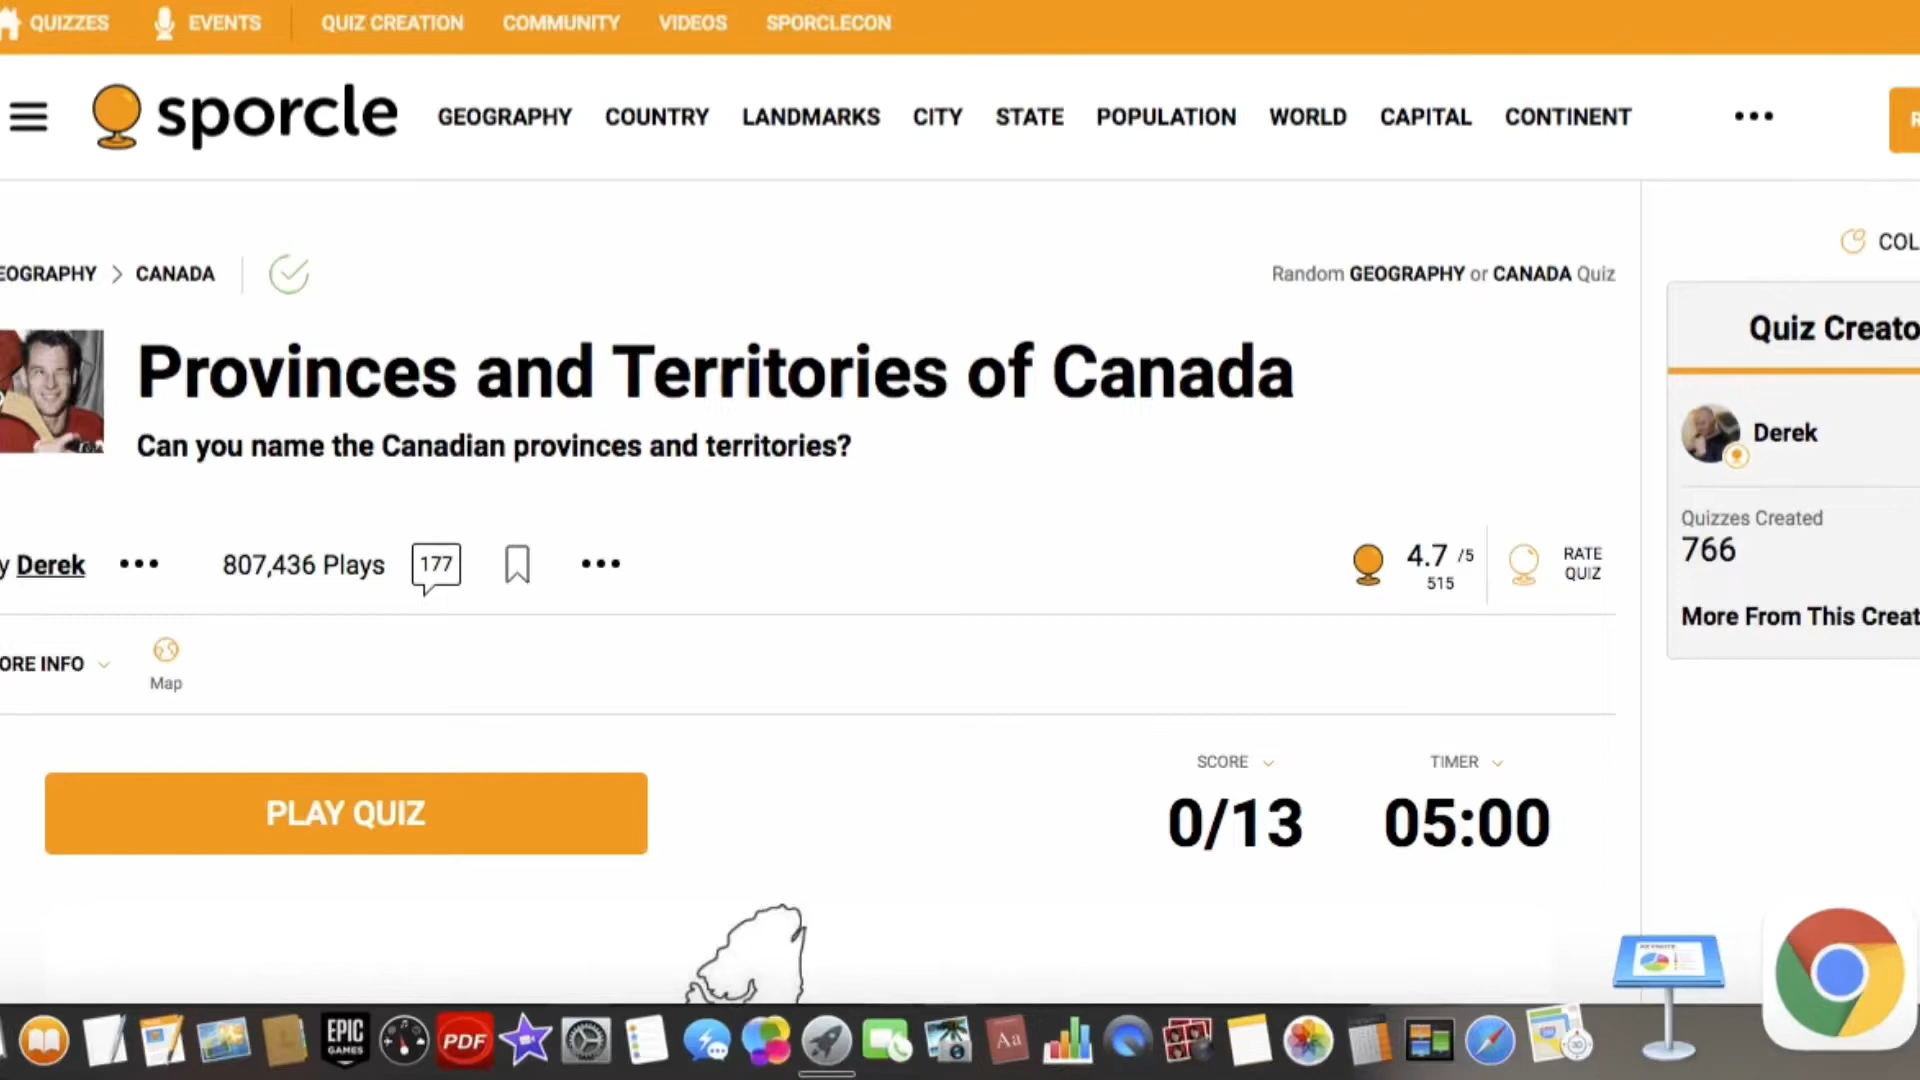 QUIZZES EVENTS QUIZ CREATION COMMUNITY VIDEOS SPORCLECON
sporcle GEOGRAPHY COUNTRY LANDMARKS CITY STATE POPULATION WORLD CAPITAL CONTINENT
EOGRAPHY > CANADA
Random GEOGRAPHY or CANADA Quiz
COL
Provinces and Territories of Canada
Can you name the Canadian provinces and territories?
Quiz Creato
Derek
Quizzes Created
766
More From This Creat
y Derek ••• 807,436 Plays 177 •••
4.7 /5
515
RATE
QUIZ
ORE INFO
Map
PLAY QUIZ
SCORE
0/13
TIMER
05:00
EPIC
GAMES
PDF
Aa